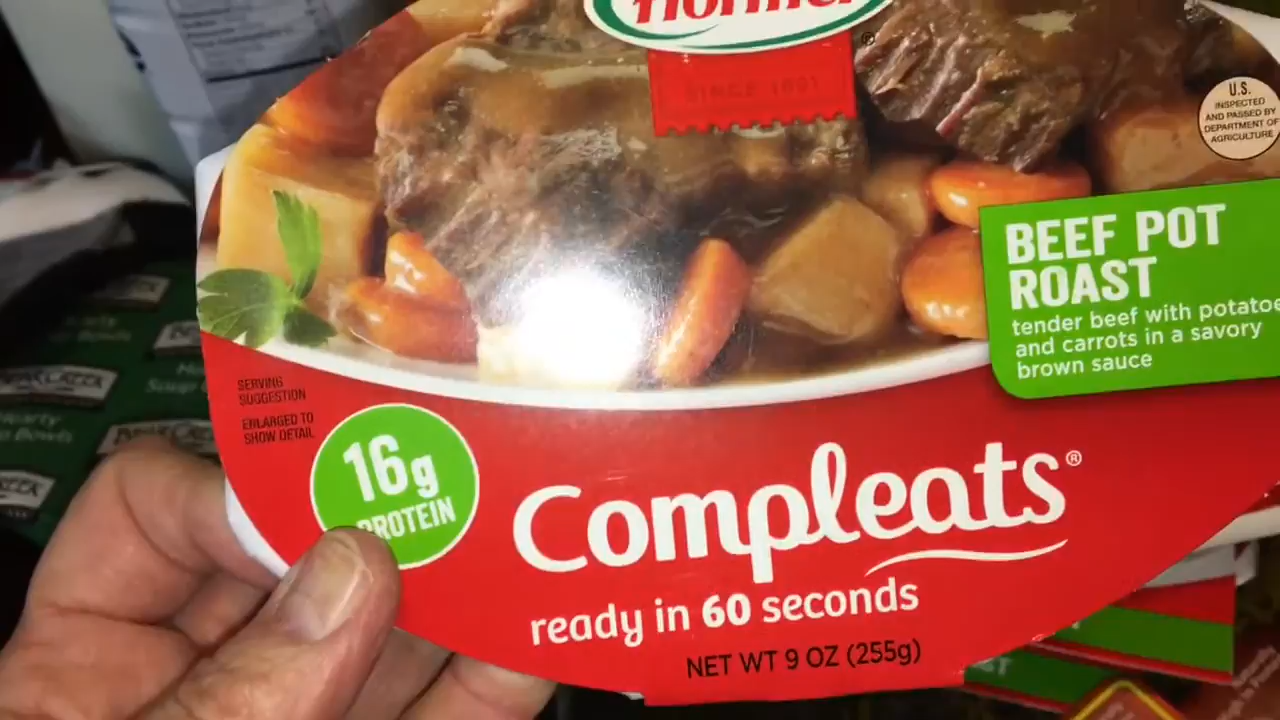 Hormel
®
SINCE 1891
U.S.
INSPECTED
AND PASSED BY
DEPARTMENT OF
AGRICULTURE
BEEF POT
ROAST
tender beef with potatoe
and carrots in a savory
brown sauce
SERVING
SUGGESTION
ENLARGED TO
SHOW DETAIL
16g
PROTEIN
Compleats®
ready in 60 seconds
NET WT 9 OZ (255g)